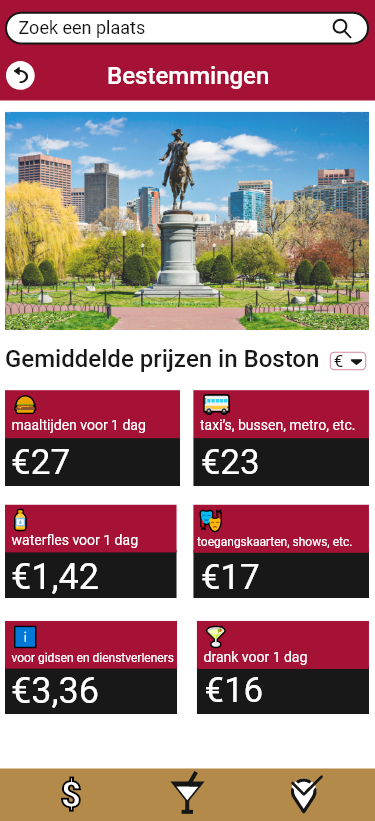 Zoek een plaats
Bestemmingen
Gemiddelde prijzen in Boston €
maaltijden voor 1 dag
€27
taxi's, bussen, metro, etc.
€23
waterfles voor 1 dag
€1,42
toegangskaarten, shows, etc.
€17
i
voor gidsen en dienstverleners
€3,36
drank voor 1 dag
€16
$